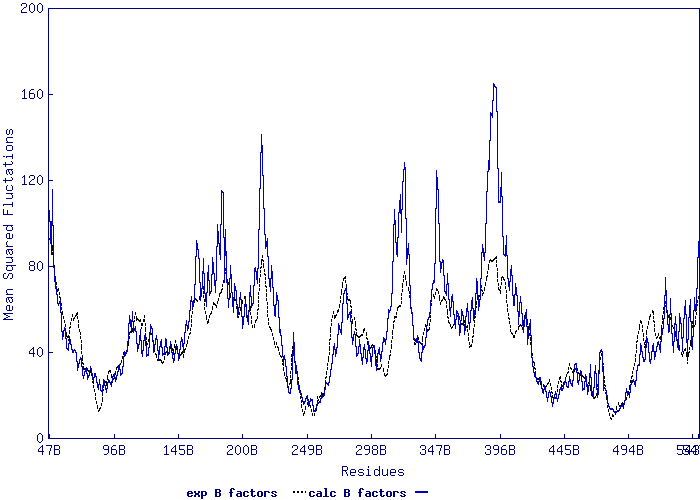 200
160
120
80
40
0
Mean Squared Fluctations
47B 96B 145B 200B 249B 298B 347B 396B 445B 494B
Residues
exp B factors calc B factors